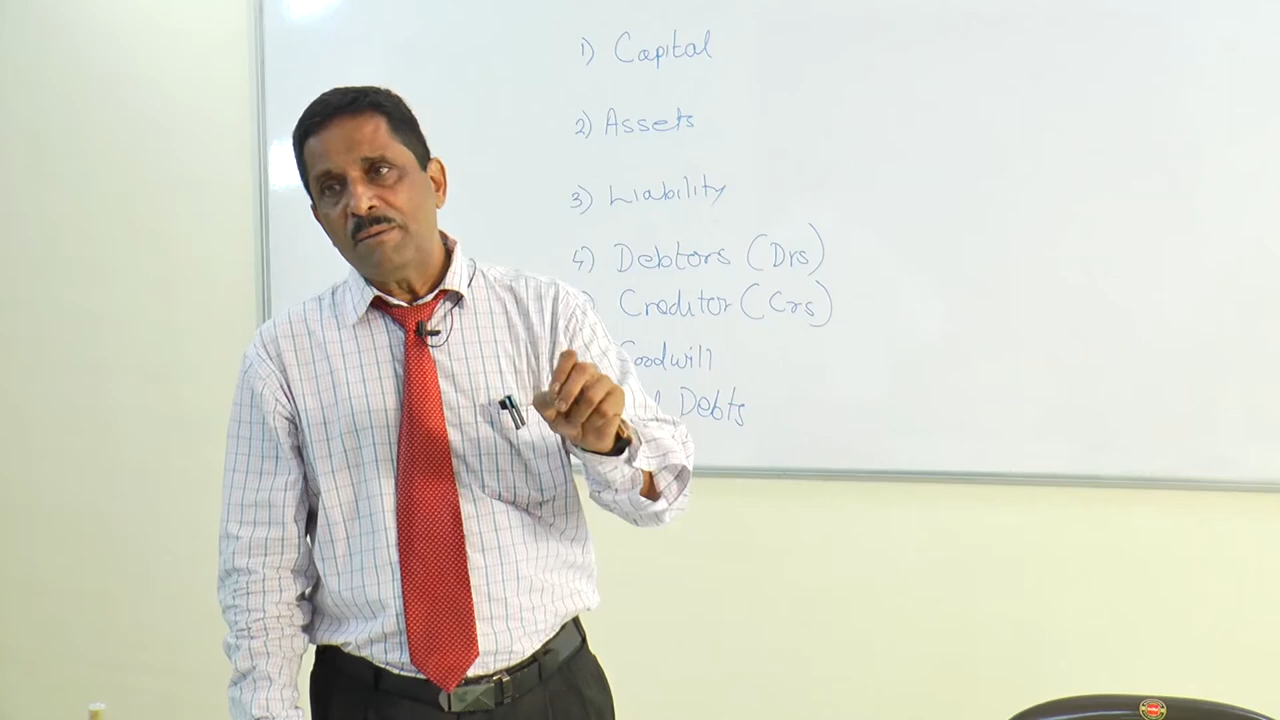 1) Capital
2) Assets
3) Liability
4) Debtors (Drs)
) Creditor (Crs)
Goodwill
Debts